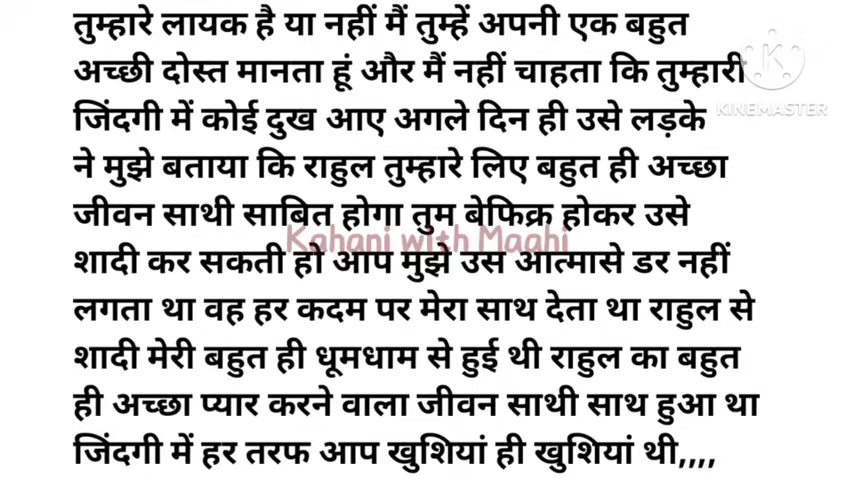 तुम्हारे लायक है या नहीं मैं तुम्हें अपनी एक बहुत
अच्छी दोस्त मानता हूं और मैं नहीं चाहता कि तुम्हारी
KINEMASTER
जिंदगी में कोई दुख आए अगले दिन ही उसे लड़के
ने मुझे बताया कि राहुल तुम्हारे लिए बहुत ही अच्छा
जीवन साथी साबित होगा तुम बेफिक्र होकर उसे
Kahani with Maahi
शादी कर सकती हो आप मुझे उस आत्मासे डर नहीं
लगता था वह हर कदम पर मेरा साथ देता था राहुल से
शादी मेरी बहुत ही धूमधाम से हुई थी राहुल का बहुत
ही अच्छा प्यार करने वाला जीवन साथी साथ हुआ था
जिंदगी में हर तरफ आप खुशियां ही खुशियां थी,,,,